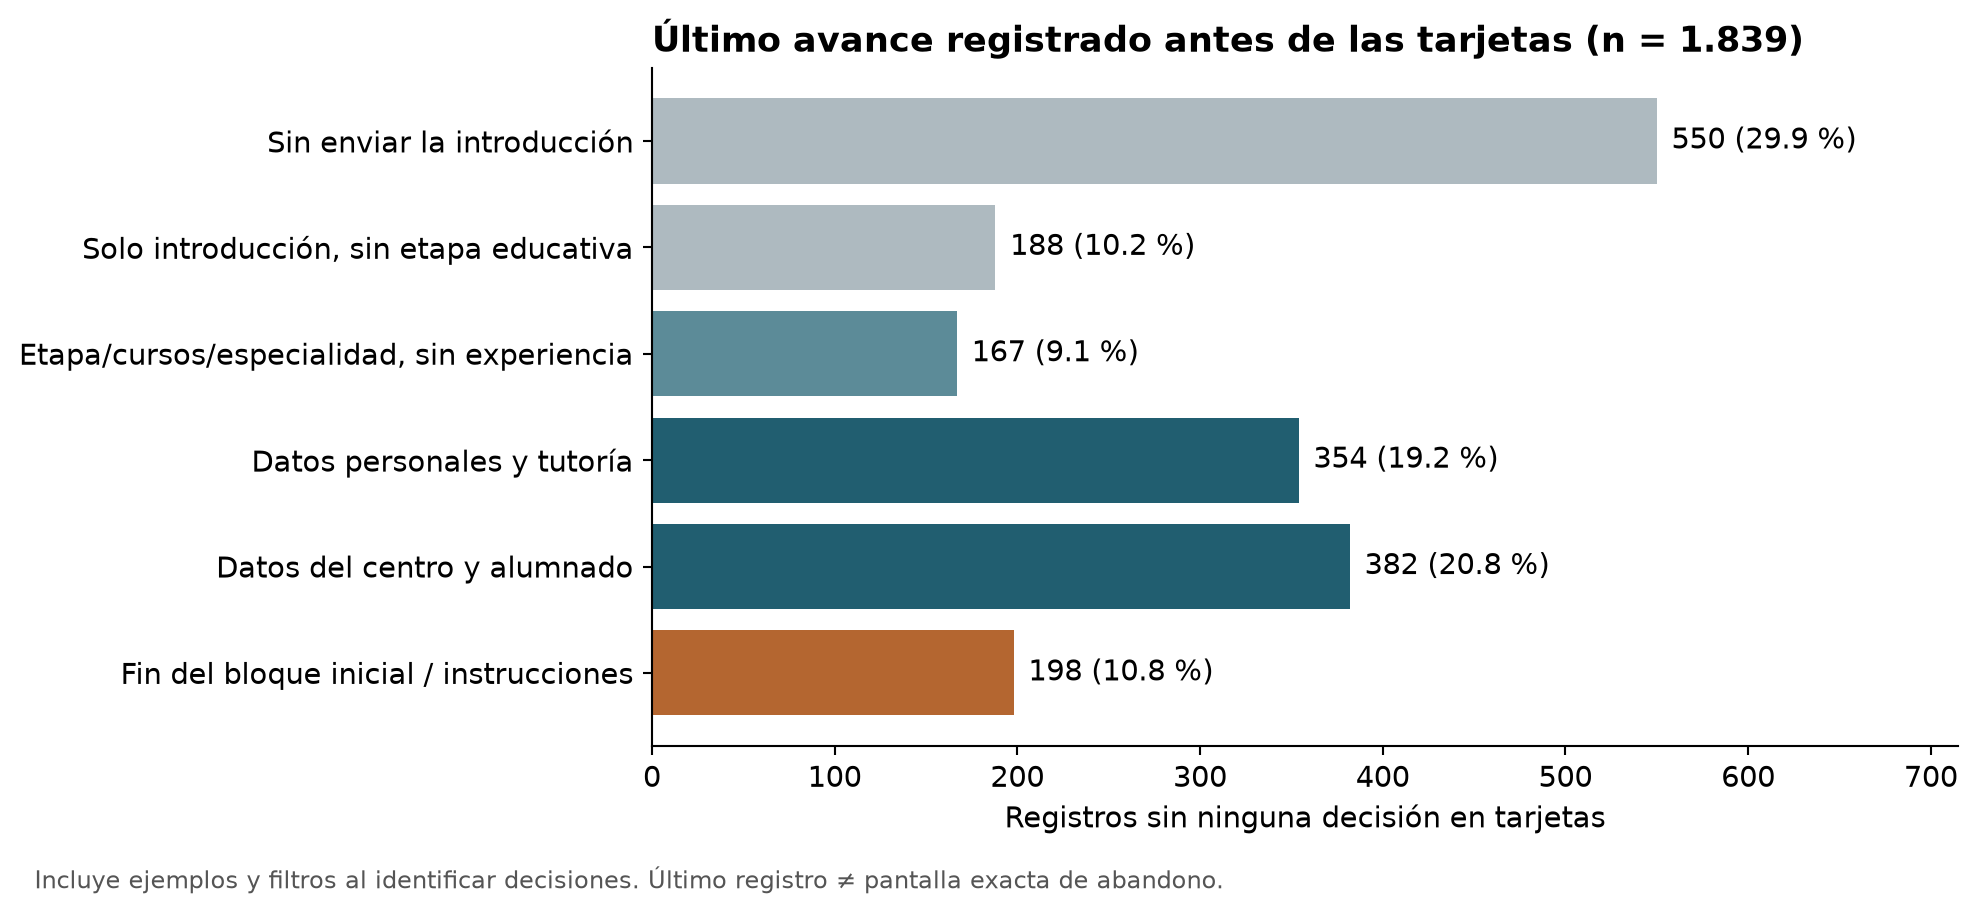 Último avance registrado antes de las tarjetas (n = 1.839)
Sin enviar la introducción
550 (29.9 %)
Solo introducción, sin etapa educativa
188 (10.2 %)
Etapa/cursos/especialidad, sin experiencia
167 (9.1 %)
Datos personales y tutoría
354 (19.2 %)
Datos del centro y alumnado
382 (20.8 %)
Fin del bloque inicial / instrucciones
198 (10.8 %)
0 100 200 300 400 500 600 700
Registros sin ninguna decisión en tarjetas
Incluye ejemplos y filtros al identificar decisiones. Último registro ≠ pantalla exacta de abandono.